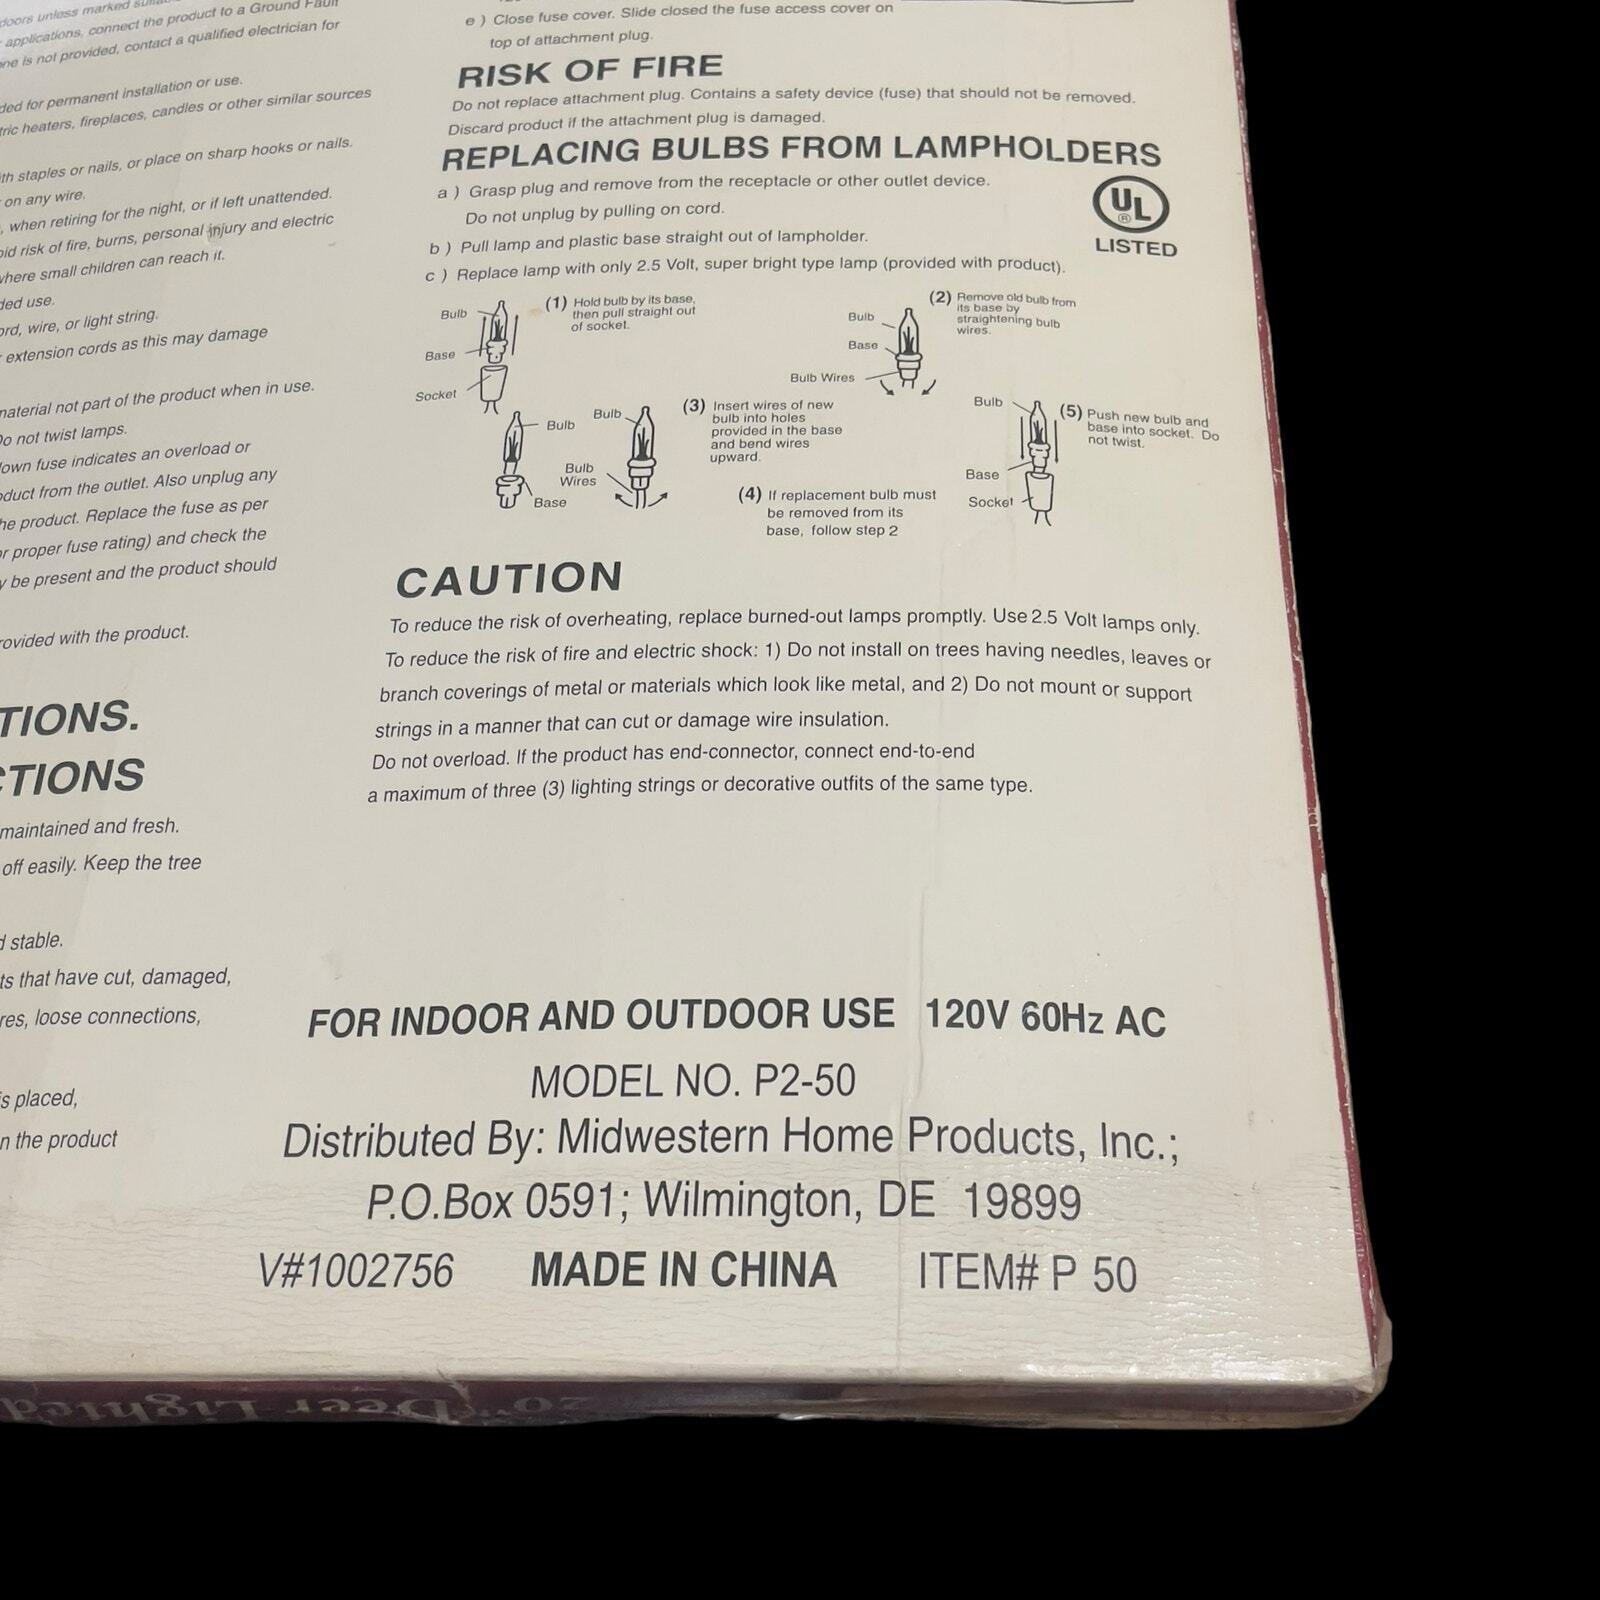 doors unless marked
applications, connect the product to a Ground Fault
one is not provided, contact a qualified electrician for
ded for permanent installation or use.
tric heaters, fireplaces, candles or other similar sources
ith staples or nails, or place on sharp hooks or nails.
on any wire.
, when retiring for the night, or if left unattended.
oid risk of fire, burns, personal injury and electric
where small children can reach it.
ded use.
ord, wire, or light string.
extension cords as this may damage
material not part of the product when in use.
Do not twist lamps.
lown fuse indicates an overload or
oduct from the outlet. Also unplug any
he product. Replace the fuse as per
or proper fuse rating) and check the
y be present and the product should
rovided with the product.
TIONS.
CTIONS
maintained and fresh.
off easily. Keep the tree
d stable.
ts that have cut, damaged,
res, loose connections,
is placed,
n the product
e ) Close fuse cover. Slide closed the fuse access cover on
top of attachment plug.
RISK OF FIRE
Do not replace attachment plug. Contains a safety device (fuse) that should not be removed.
Discard product if the attachment plug is damaged.
REPLACING BULBS FROM LAMPHOLDERS
a ) Grasp plug and remove from the receptacle or other outlet device.
Do not unplug by pulling on cord.
b ) Pull lamp and plastic base straight out of lampholder.
c ) Replace lamp with only 2.5 Volt, super bright type lamp (provided with product).
UL
®
LISTED
Bulb
Base
Socket
(1) Hold bulb by its base,
then pull straight out
of socket.
Bulb
Base
Bulb Wires
(2) Remove old bulb from
its base by
straightening bulb
wires.
Bulb
Base
Bulb
Bulb
Wires
(3) Insert wires of new
bulb into holes
provided in the base
and bend wires
upward.
(4) If replacement bulb must
be removed from its
base, follow step 2
Bulb
Base
Socket
(5) Push new bulb and
base into socket. Do
not twist.
CAUTION
To reduce the risk of overheating, replace burned-out lamps promptly. Use 2.5 Volt lamps only.
To reduce the risk of fire and electric shock: 1) Do not install on trees having needles, leaves or
branch coverings of metal or materials which look like metal, and 2) Do not mount or support
strings in a manner that can cut or damage wire insulation.
Do not overload. If the product has end-connector, connect end-to-end
a maximum of three (3) lighting strings or decorative outfits of the same type.
FOR INDOOR AND OUTDOOR USE 120V 60Hz AC
MODEL NO. P2-50
Distributed By: Midwestern Home Products, Inc.;
P.O.Box 0591; Wilmington, DE 19899
V#1002756 MADE IN CHINA ITEM# P 50
20" Deer Lighted